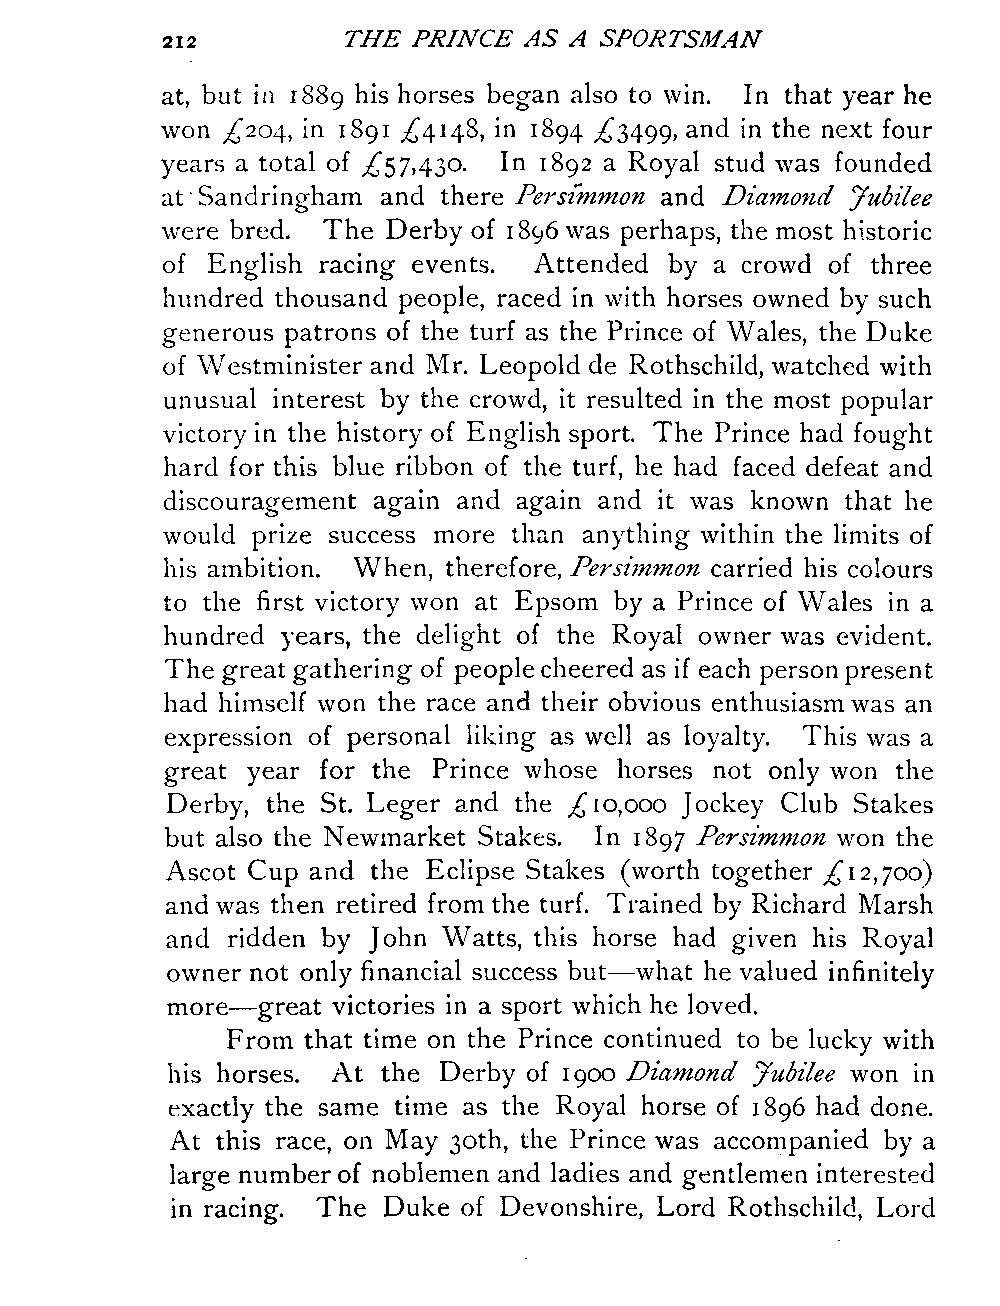 212 THE PRINCE AS A SPORTSMAN
at, but in 1889 his horses began also to win. In that year he
won £204, in 1891 £4148, in 1894 £3499, and in the next four
years a total of £57,430. In 1892 a Royal stud was founded
at Sandringham and there Persimmon and Diamond Jubilee
were bred. The Derby of 1896 was perhaps, the most historic
of English racing events. Attended by a crowd of three
hundred thousand people, raced in with horses owned by such
generous patrons of the turf as the Prince of Wales, the Duke
of Westminister and Mr. Leopold de Rothschild, watched with
unusual interest by the crowd, it resulted in the most popular
victory in the history of English sport. The Prince had fought
hard for this blue ribbon of the turf, he had faced defeat and
discouragement again and again and it was known that he
would prize success more than anything within the limits of
his ambition. When, therefore, Persimmon carried his colours
to the first victory won at Epsom by a Prince of Wales in a
hundred years, the delight of the Royal owner was evident.
The great gathering of people cheered as if each person present
had himself won the race and their obvious enthusiasm was an
expression of personal liking as well as loyalty. This was a
great year for the Prince whose horses not only won the
Derby, the St. Leger and the £10,000 Jockey Club Stakes
but also the Newmarket Stakes. In 1897 Persimmon won the
Ascot Cup and the Eclipse Stakes (worth together £12,700)
and was then retired from the turf. Trained by Richard Marsh
and ridden by John Watts, this horse had given his Royal
owner not only financial success but—what he valued infinitely
more—great victories in a sport which he loved.
From that time on the Prince continued to be lucky with
his horses. At the Derby of 1900 Diamond Jubilee won in
exactly the same time as the Royal horse of 1896 had done.
At this race, on May 30th, the Prince was accompanied by a
large number of noblemen and ladies and gentlemen interested
in racing. The Duke of Devonshire, Lord Rothschild, Lord